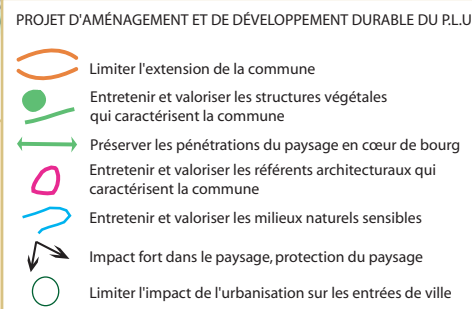 PROJET D'AMÉNAGEMENT ET DE DÉVELOPPEMENT DURABLE DU P.L.U
Limiter l'extension de la commune
Entretenir et valoriser les structures végétales
qui caractérisent la commune
Préserver les pénétrations du paysage en cœur de bourg
Entretenir et valoriser les référents architecturaux qui
caractérisent la commune
Entretenir et valoriser les milieux naturels sensibles
Impact fort dans le paysage, protection du paysage
Limiter l'impact de l'urbanisation sur les entrées de ville